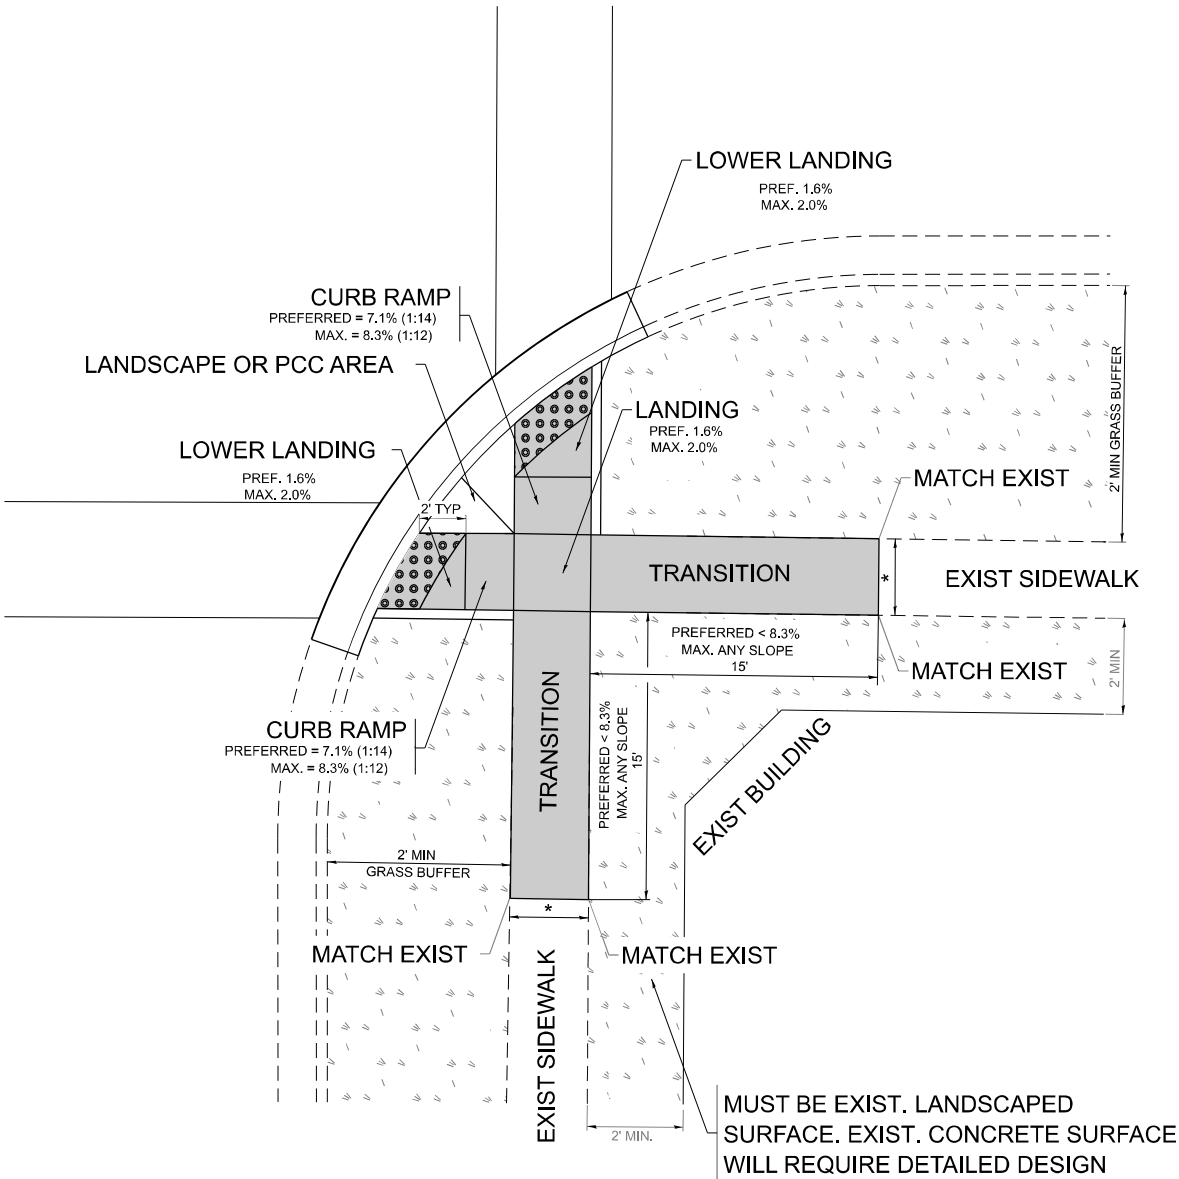 LOWER LANDING
PREF. 1.6%
MAX. 2.0%
CURB RAMP
PREFERRED = 7.1% (1:14)
MAX. = 8.3% (1:12)
LANDSCAPE OR PCC AREA
LANDING
PREF. 1.6%
MAX. 2.0%
LOWER LANDING
PREF. 1.6%
MAX. 2.0%
2' TYP
2' MIN GRASS BUFFER
MATCH EXIST
TRANSITION
*
EXIST SIDEWALK
PREFERRED < 8.3%
MAX. ANY SLOPE
15'
MATCH EXIST
2' MIN
CURB RAMP
PREFERRED = 7.1% (1:14)
MAX. = 8.3% (1:12)
TRANSITION
PREFERRED < 8.3%
MAX. ANY SLOPE
15'
EXIST BUILDING
2' MIN
GRASS BUFFER
*
MATCH EXIST
MATCH EXIST
EXIST SIDEWALK
2' MIN.
MUST BE EXIST. LANDSCAPED
SURFACE. EXIST. CONCRETE SURFACE
WILL REQUIRE DETAILED DESIGN